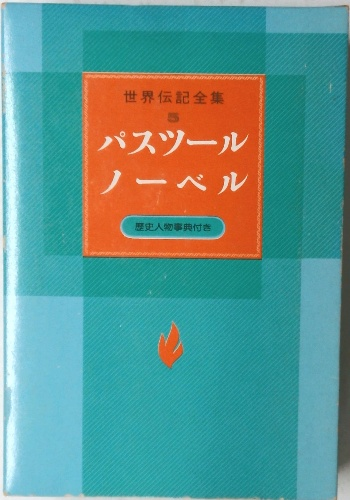 世界伝記全集
5
パスツール
ノーベル
歴史人物事典付き